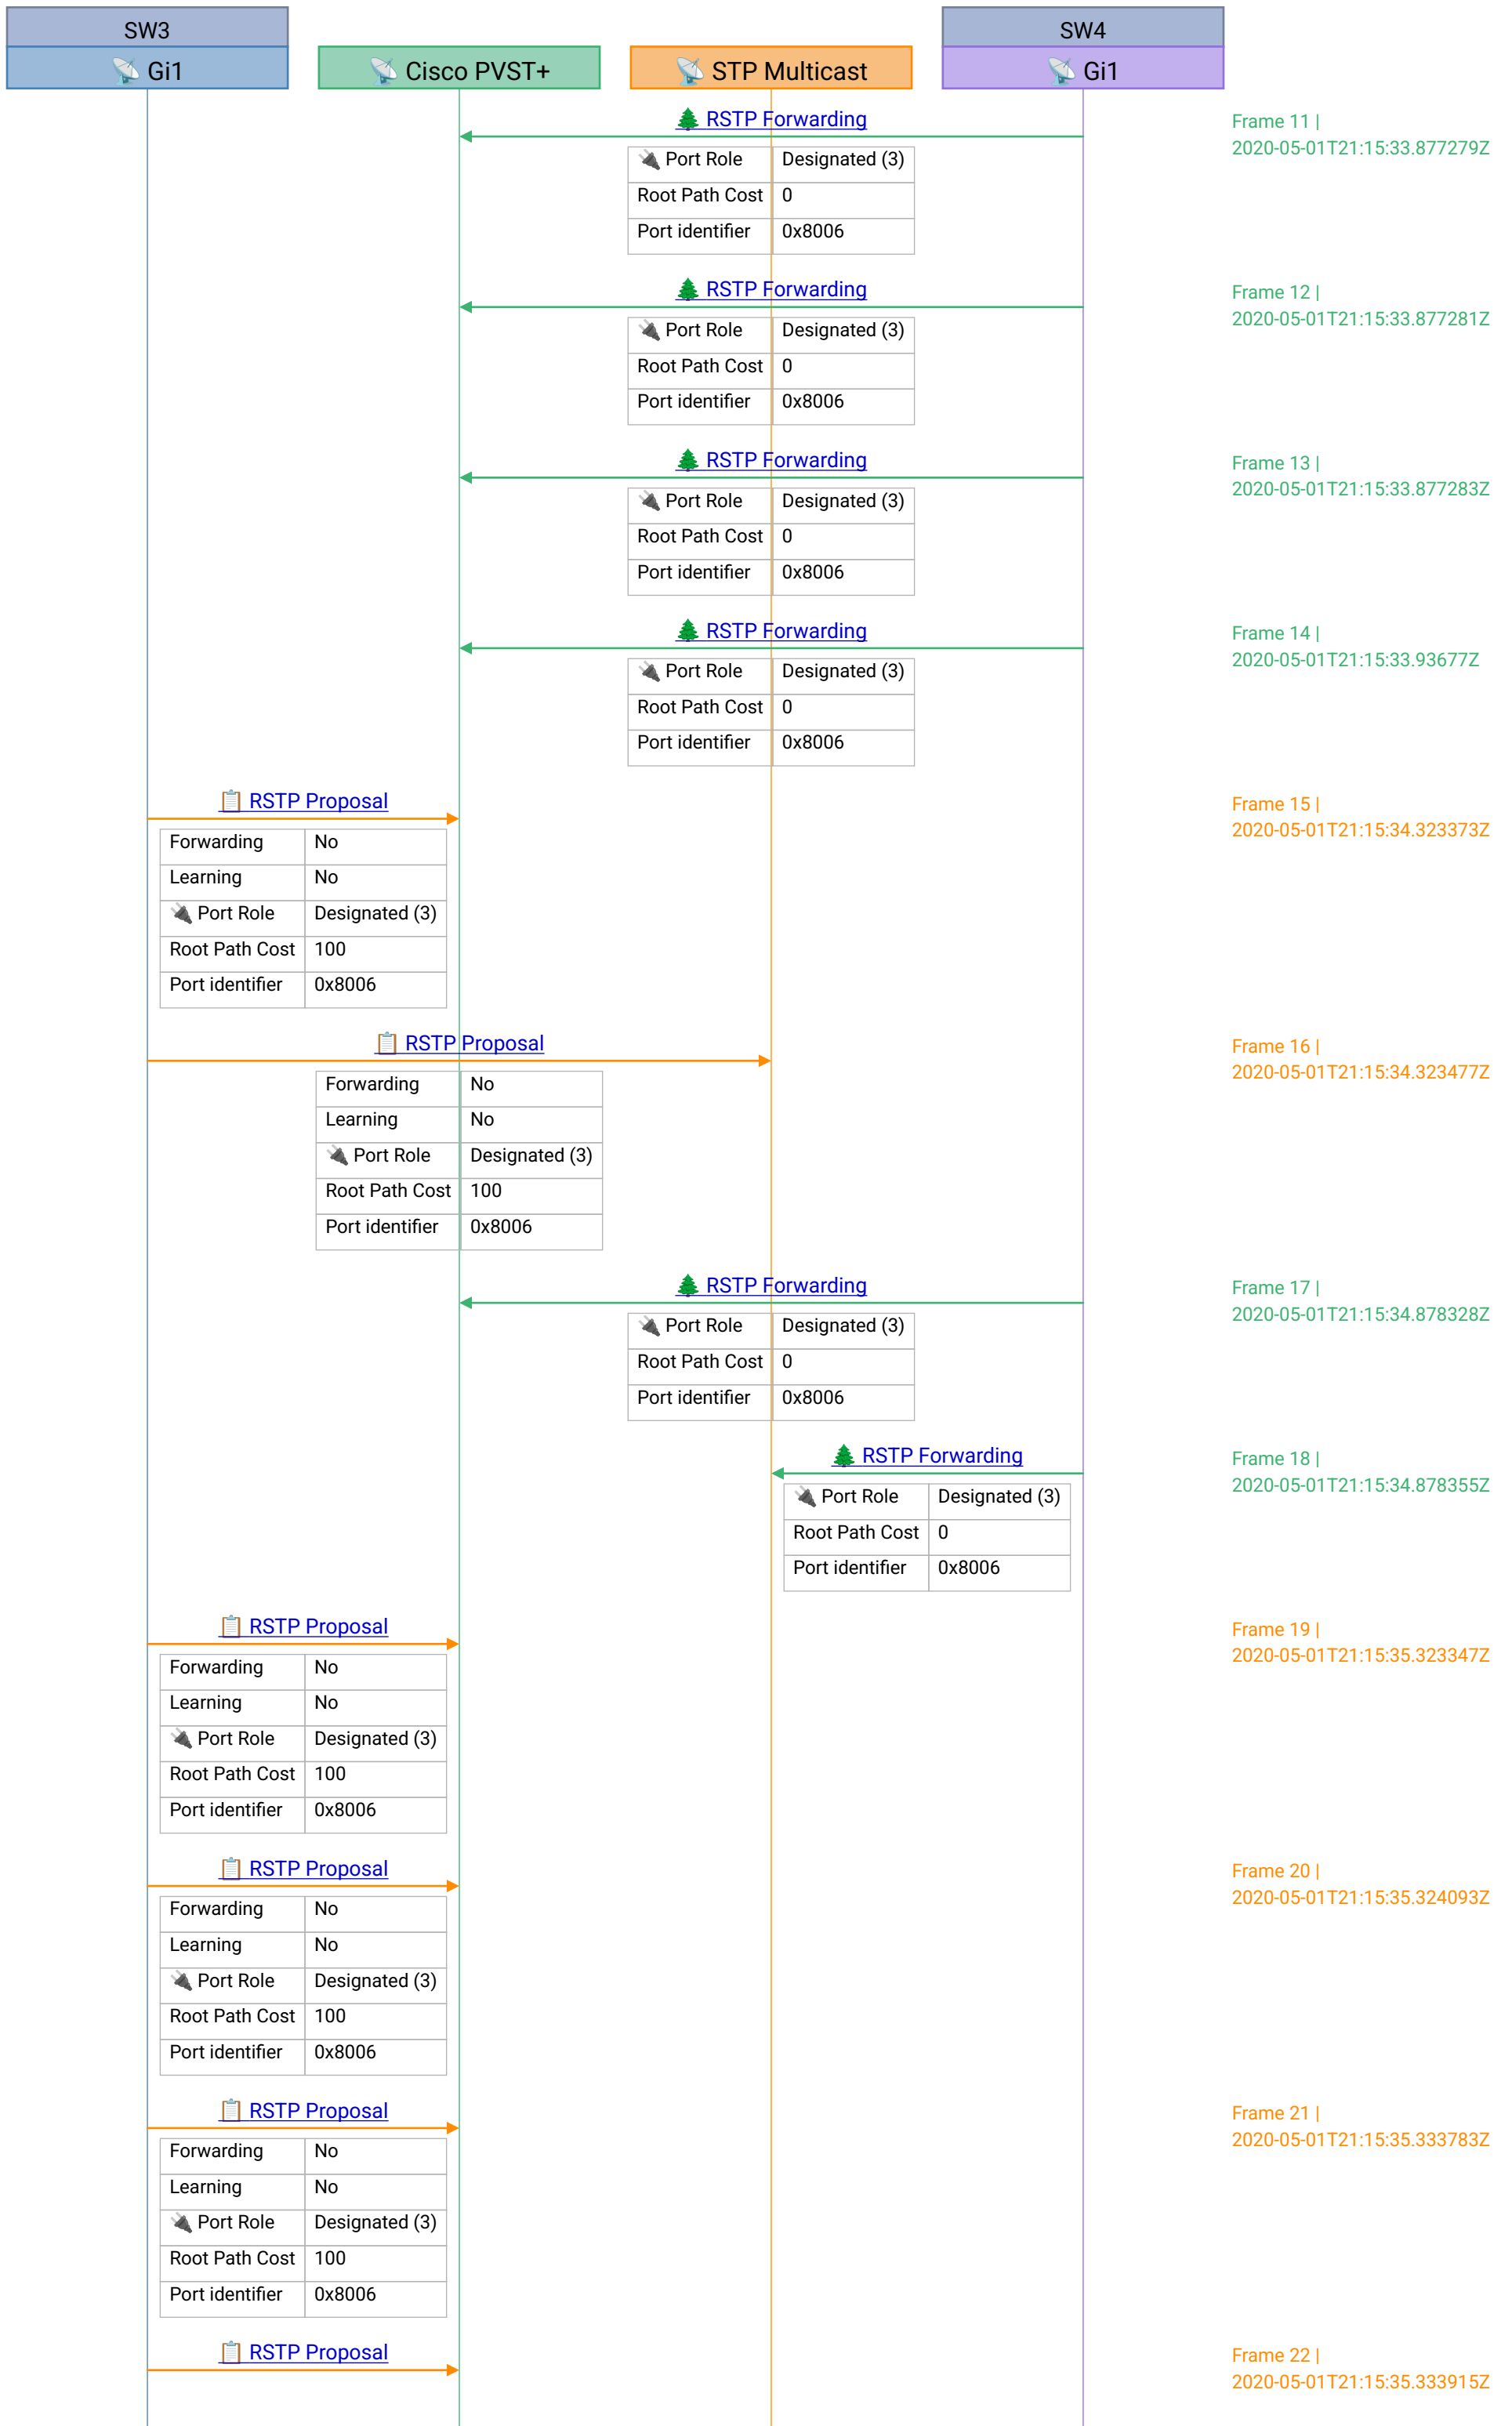 SW3
SW4
📡 Gi1
📡 Cisco PVST+
📡 STP Multicast
📡 Gi1
🌲 RSTP Forwarding
Frame 11 |
2020-05-01T21:15:33.877279Z
🔌 Port Role Designated (3)
Root Path Cost 0
Port identifier 0x8006
🌲 RSTP Forwarding
Frame 12 |
2020-05-01T21:15:33.877281Z
🔌 Port Role Designated (3)
Root Path Cost 0
Port identifier 0x8006
🌲 RSTP Forwarding
Frame 13 |
2020-05-01T21:15:33.877283Z
🔌 Port Role Designated (3)
Root Path Cost 0
Port identifier 0x8006
🌲 RSTP Forwarding
Frame 14 |
2020-05-01T21:15:33.93677Z
🔌 Port Role Designated (3)
Root Path Cost 0
Port identifier 0x8006
📋 RSTP Proposal
Frame 15 |
2020-05-01T21:15:34.323373Z
Forwarding No
Learning No
🔌 Port Role Designated (3)
Root Path Cost 100
Port identifier 0x8006
📋 RSTP Proposal
Frame 16 |
2020-05-01T21:15:34.323477Z
Forwarding No
Learning No
🔌 Port Role Designated (3)
Root Path Cost 100
Port identifier 0x8006
🌲 RSTP Forwarding
Frame 17 |
2020-05-01T21:15:34.878328Z
🔌 Port Role Designated (3)
Root Path Cost 0
Port identifier 0x8006
🌲 RSTP Forwarding
Frame 18 |
2020-05-01T21:15:34.878355Z
🔌 Port Role Designated (3)
Root Path Cost 0
Port identifier 0x8006
📋 RSTP Proposal
Frame 19 |
2020-05-01T21:15:35.323347Z
Forwarding No
Learning No
🔌 Port Role Designated (3)
Root Path Cost 100
Port identifier 0x8006
📋 RSTP Proposal
Frame 20 |
2020-05-01T21:15:35.324093Z
Forwarding No
Learning No
🔌 Port Role Designated (3)
Root Path Cost 100
Port identifier 0x8006
📋 RSTP Proposal
Frame 21 |
2020-05-01T21:15:35.333783Z
Forwarding No
Learning No
🔌 Port Role Designated (3)
Root Path Cost 100
Port identifier 0x8006
📋 RSTP Proposal
Frame 22 |
2020-05-01T21:15:35.333915Z